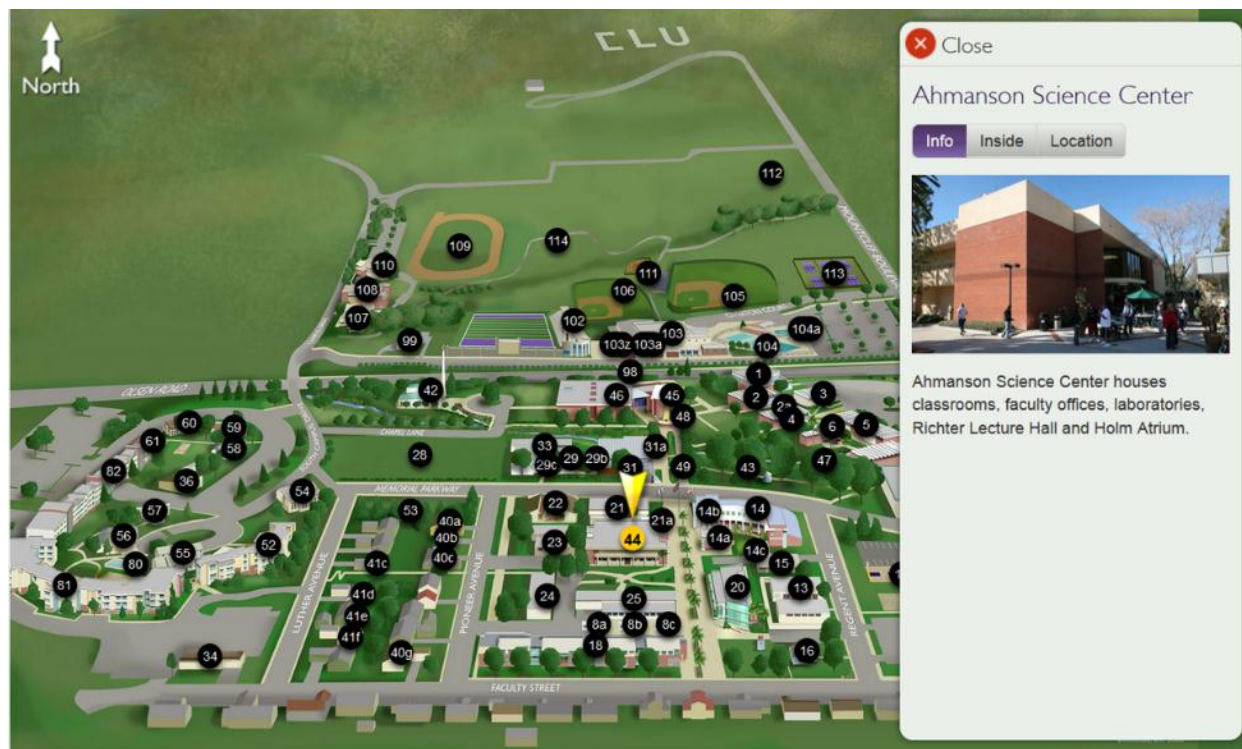 CLU
North
Close
Ahmanson Science Center
Info Inside Location
112
109
114
110
111
113
108
106
105
107
102
103
104a
99
103z 103a
104
98
1
OLSEN ROAD
42
46
45
2
3
2a
4
48
60
59
61
58
CHAPEL LANE
6
5
33
31a
28
29c
29
29b
31
49
43
47
82
36
54
MEMORIAL PARKWAY
57
53
22
21
21a
14b
14
56
40a
40b
23
44
14a
80
55
52
41c
40c
14c
15
81
41d
24
25
20
13
LUTHER AVENUE
41e
PIONEER AVENUE
8a
8b
8c
REGENT AVENUE
41f
18
34
40g
16
FACULTY STREET
Ahmanson Science Center houses
classrooms, faculty offices, laboratories,
Richter Lecture Hall and Holm Atrium.